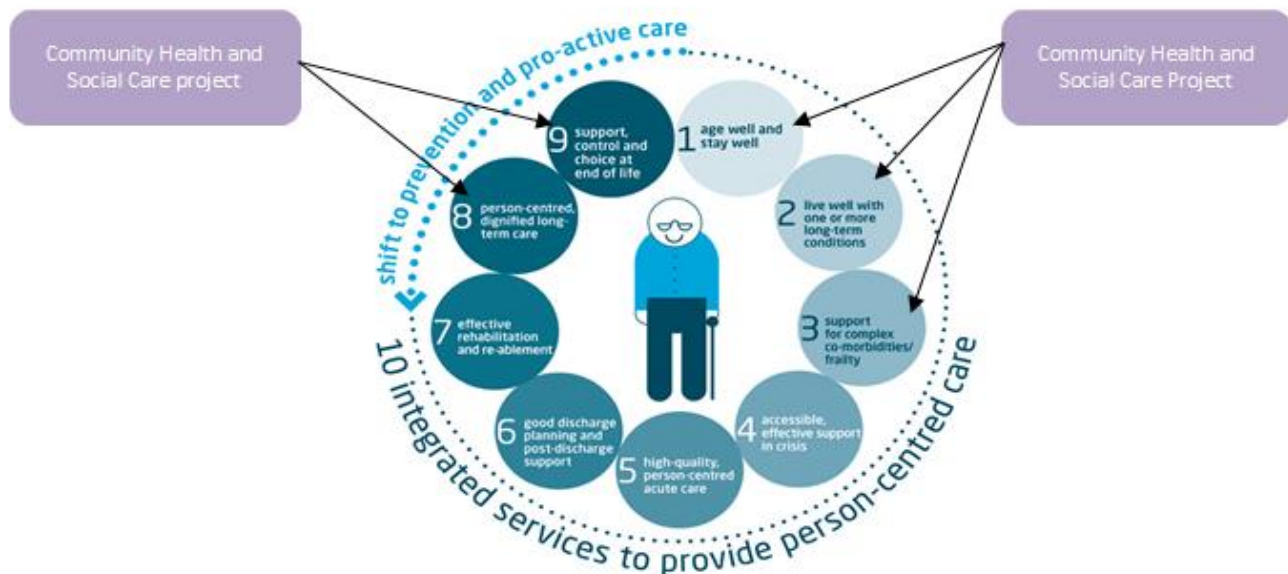 Community Health and
Social Care project
Community Health and
Social Care Project
shift to prevention and pro-active care
1 age well and
stay well
2 live well with
one or more
long-term
conditions
3 support
for complex
co-morbidities/
frailty
4 accessible,
effective support
in crisis
5 high-quality,
person-centred
acute care
6 good discharge
planning and
post-discharge
support
7 effective
rehabilitation
and re-ablement
8 person-centred,
dignified long-
term care
9 support,
control and
choice at
end of life
10 integrated services to provide person-centred care